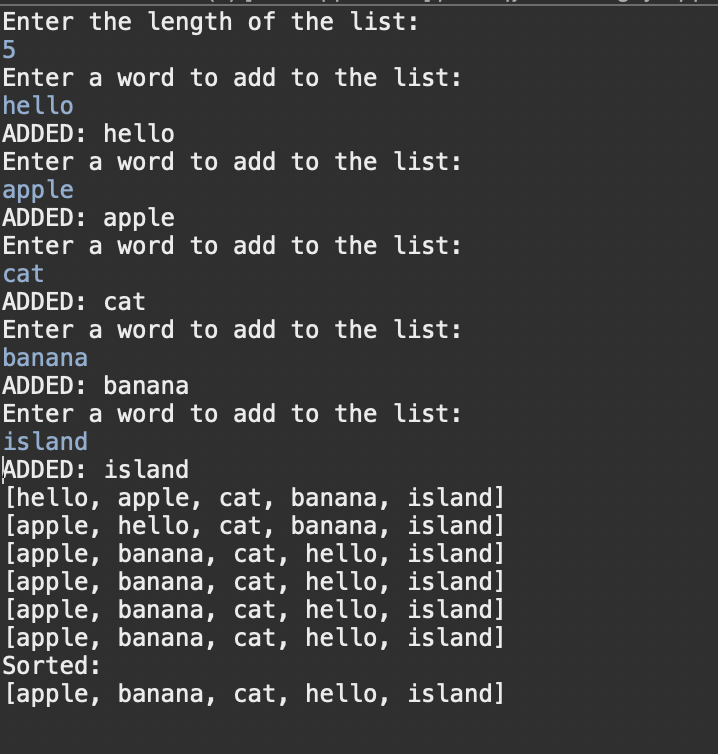 Enter the length of the list:
5
Enter a word to add to the list:
hello
ADDED: hello
Enter a word to add to the list:
apple
ADDED: apple
Enter a word to add to the list:
cat
ADDED: cat
Enter a word to add to the list:
banana
ADDED: banana
Enter a word to add to the list:
island
ADDED: island
[hello, apple, cat, banana, island]
[apple, hello, cat, banana, island]
[apple, banana, cat, hello, island]
[apple, banana, cat, hello, island]
[apple, banana, cat, hello, island]
[apple, banana, cat, hello, island]
Sorted:
[apple, banana, cat, hello, island]